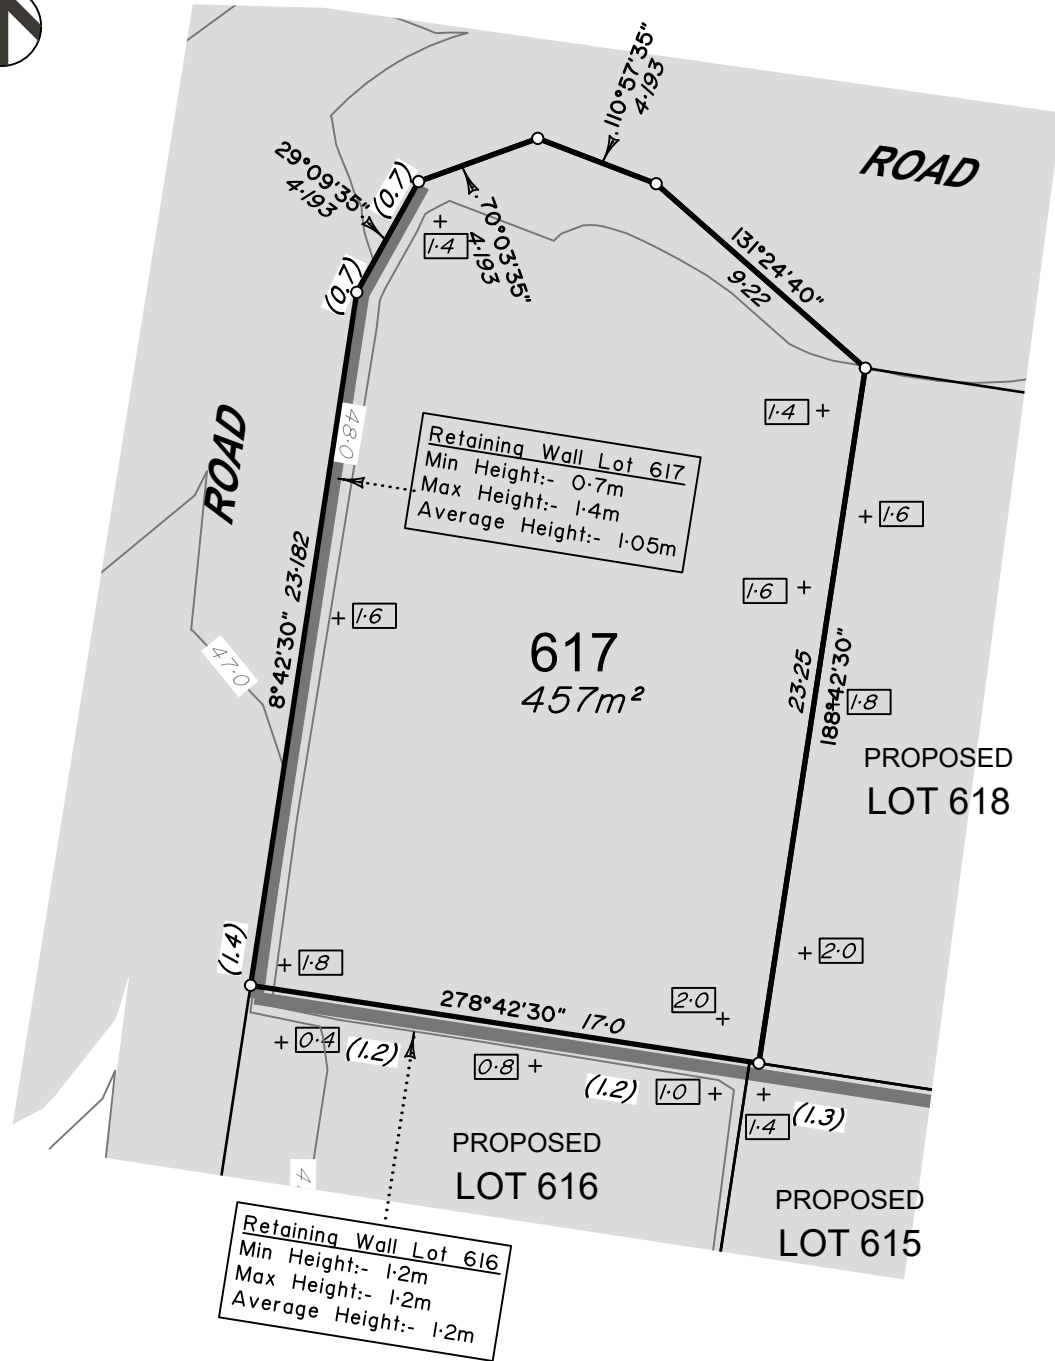 110°57'35"
4·193
ROAD
29°09'35"
4·193
(0.7)
70°03'35"
4·193
1·4
(0.7)
131°24'40"
9·22
1·4
ROAD
48·0
Retaining Wall Lot 617
Min Height:- 0·7m
Max Height:- 1·4m
Average Height:- 1·05m
1·6
1·6
8°42'30" 23·182
1·6
617
457m²
47·0
23·25
188°42'30"
1·8
PROPOSED
LOT 618
(1.4)
1·8
2·0
278°42'30" 17·0
2·0
0·4
(1.2)
0·8
(1.2)
1·0
1·4
(1.3)
PROPOSED
LOT 616
PROPOSED
LOT 615
Retaining Wall Lot 616
Min Height:- 1·2m
Max Height:- 1·2m
Average Height:- 1·2m